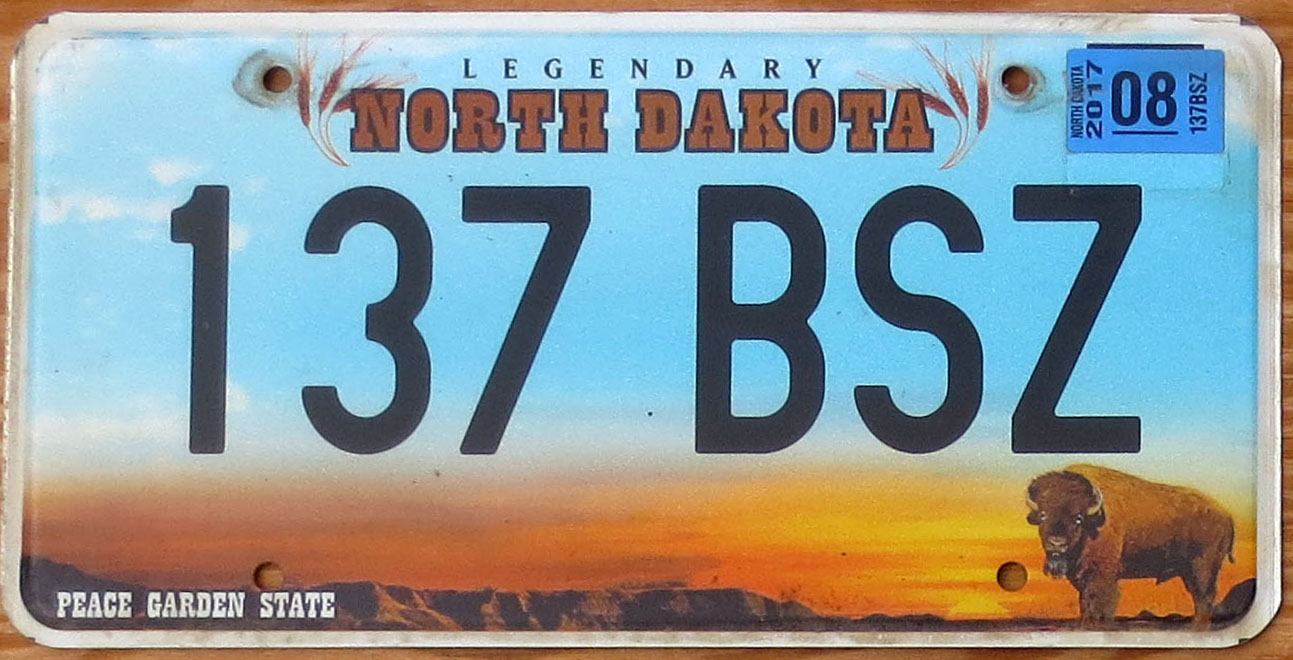 LEGENDARY
NORTH DAKOTA
NORTH DAKOTA
2017
08
137BSZ
137 BSZ
PEACE GARDEN STATE